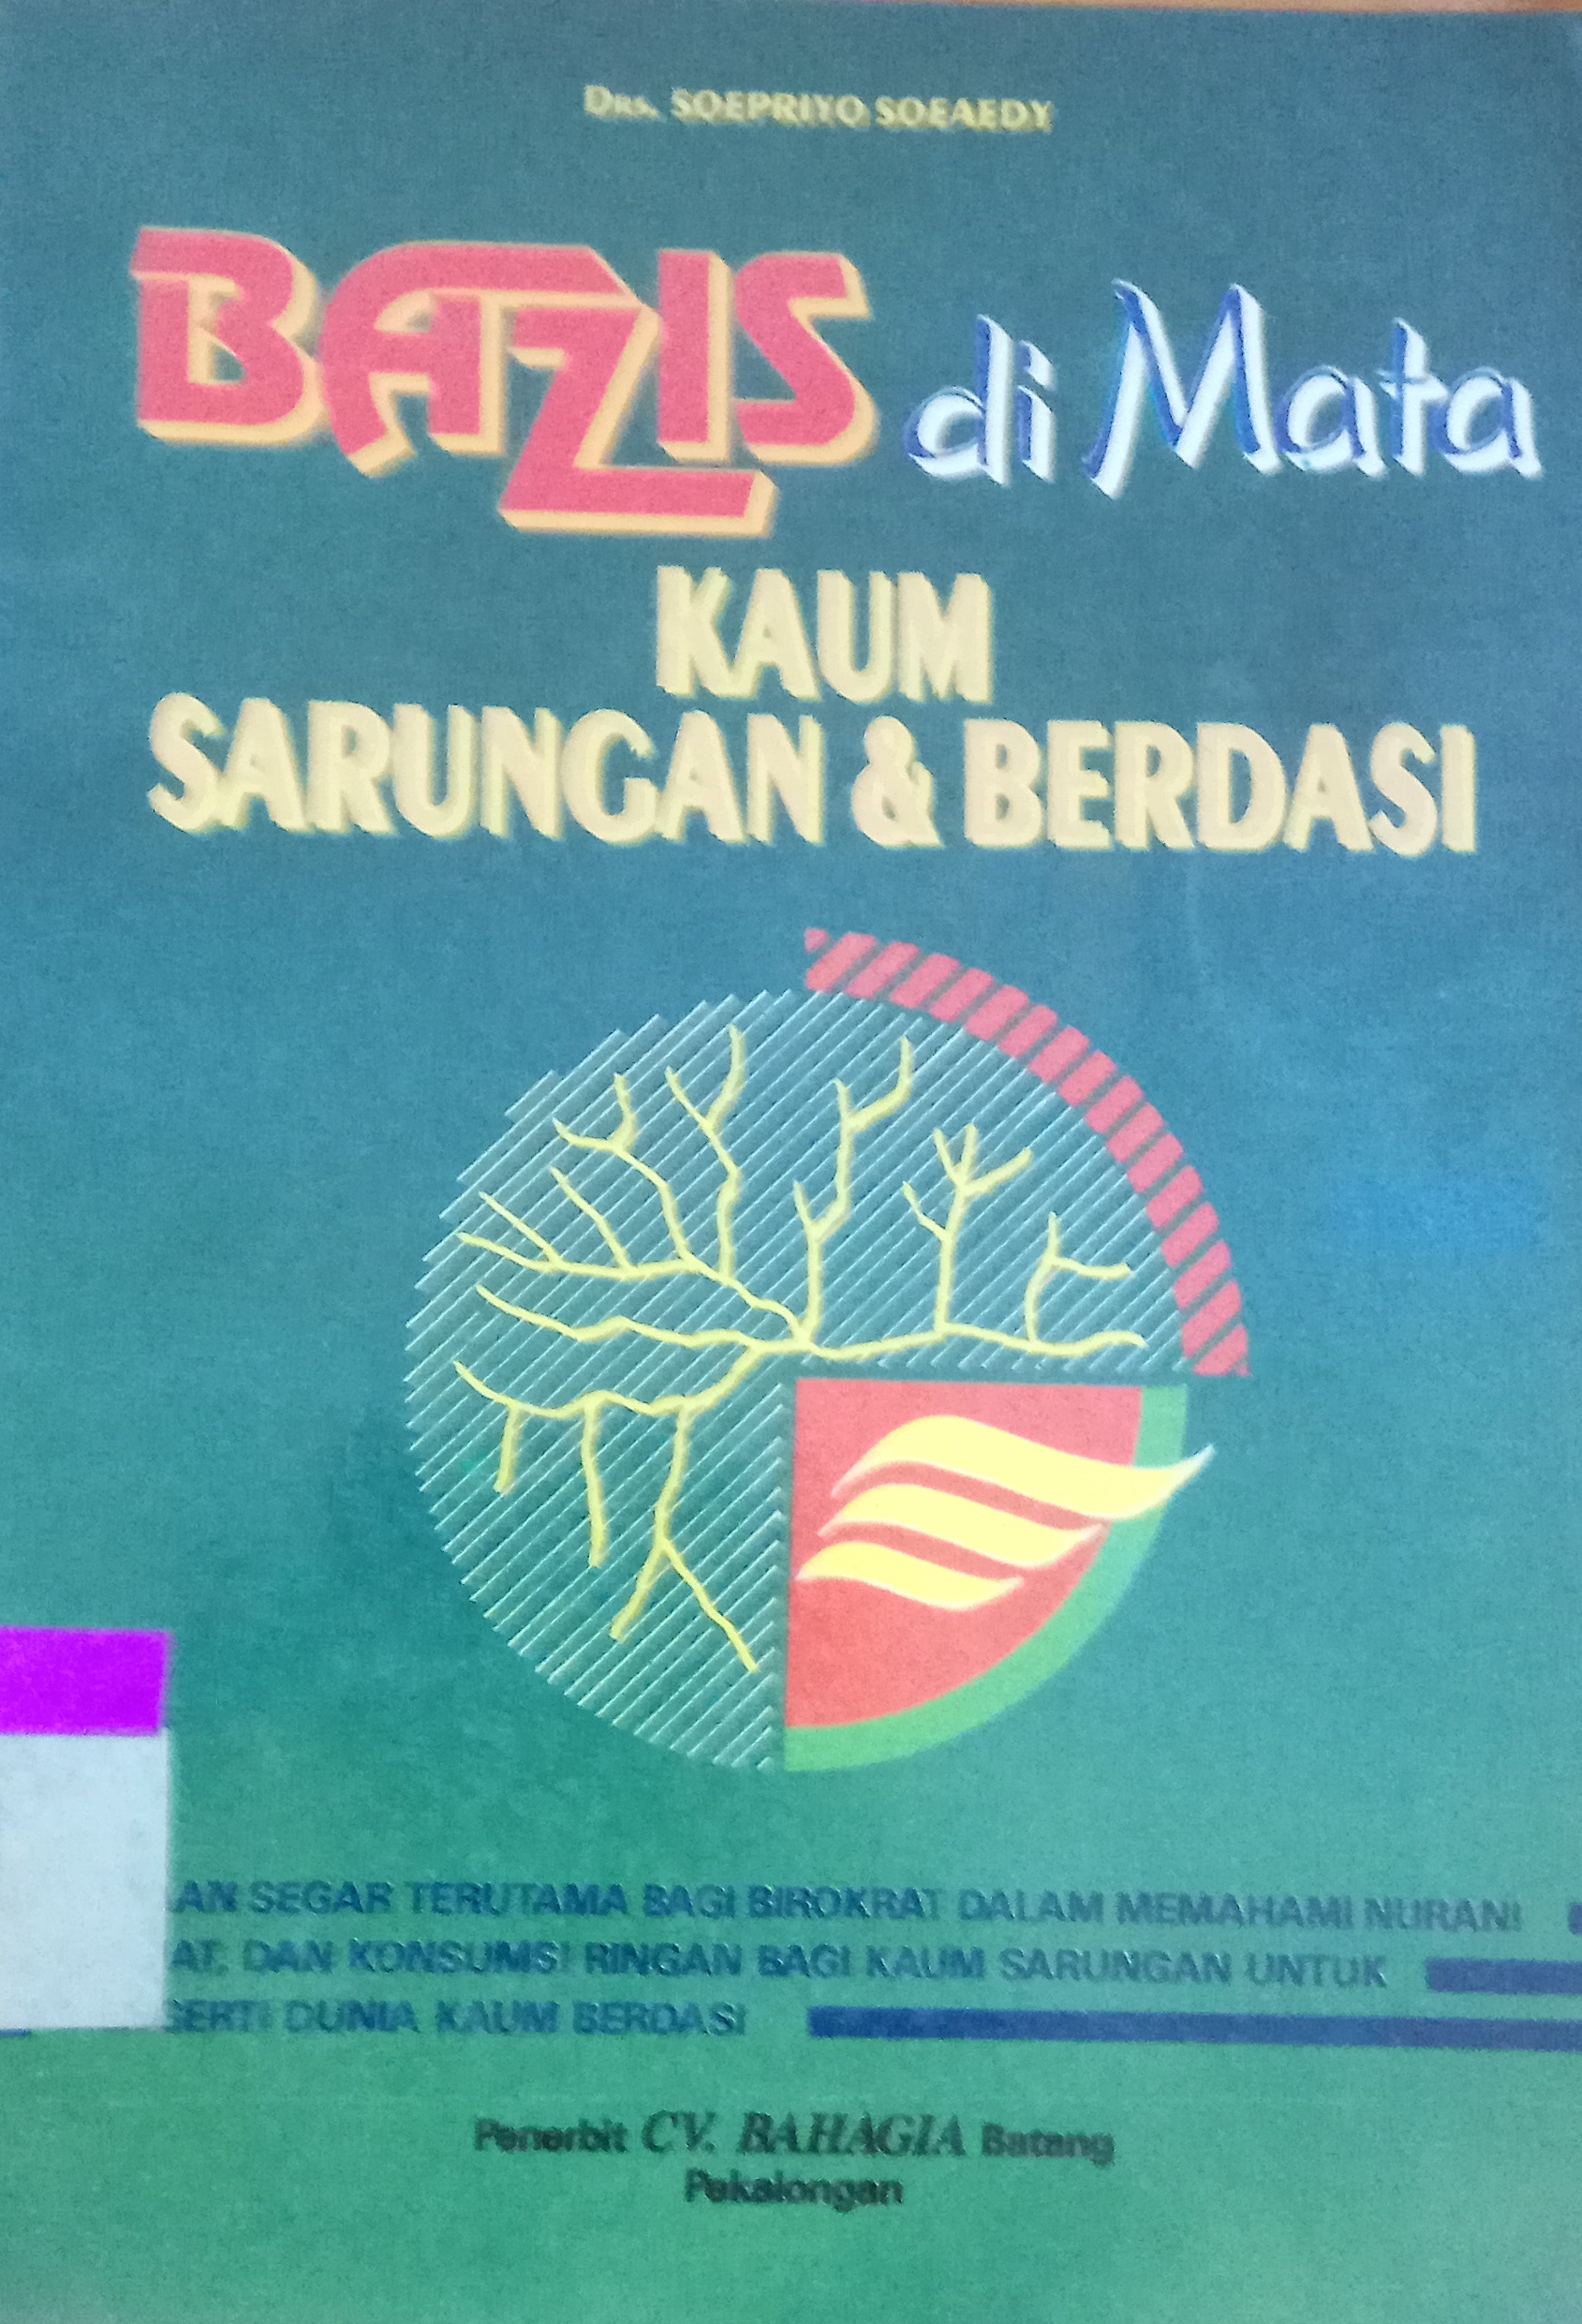 Drs. SOEPRIYO SOEAEDY
BAZIS di Mata
KAUM
SARUNGAN & BERDASI
AN SEGAR TERUTAMA BAGI BIROKRAT DALAM MEMAHAMI NURANI
AT, DAN KONSUMSI RINGAN BAGI KAUM SARUNGAN UNTUK
SERTI DUNIA KAUM BERDASI
Penerbit CV. BAHAGIA Batang
Pekalongan